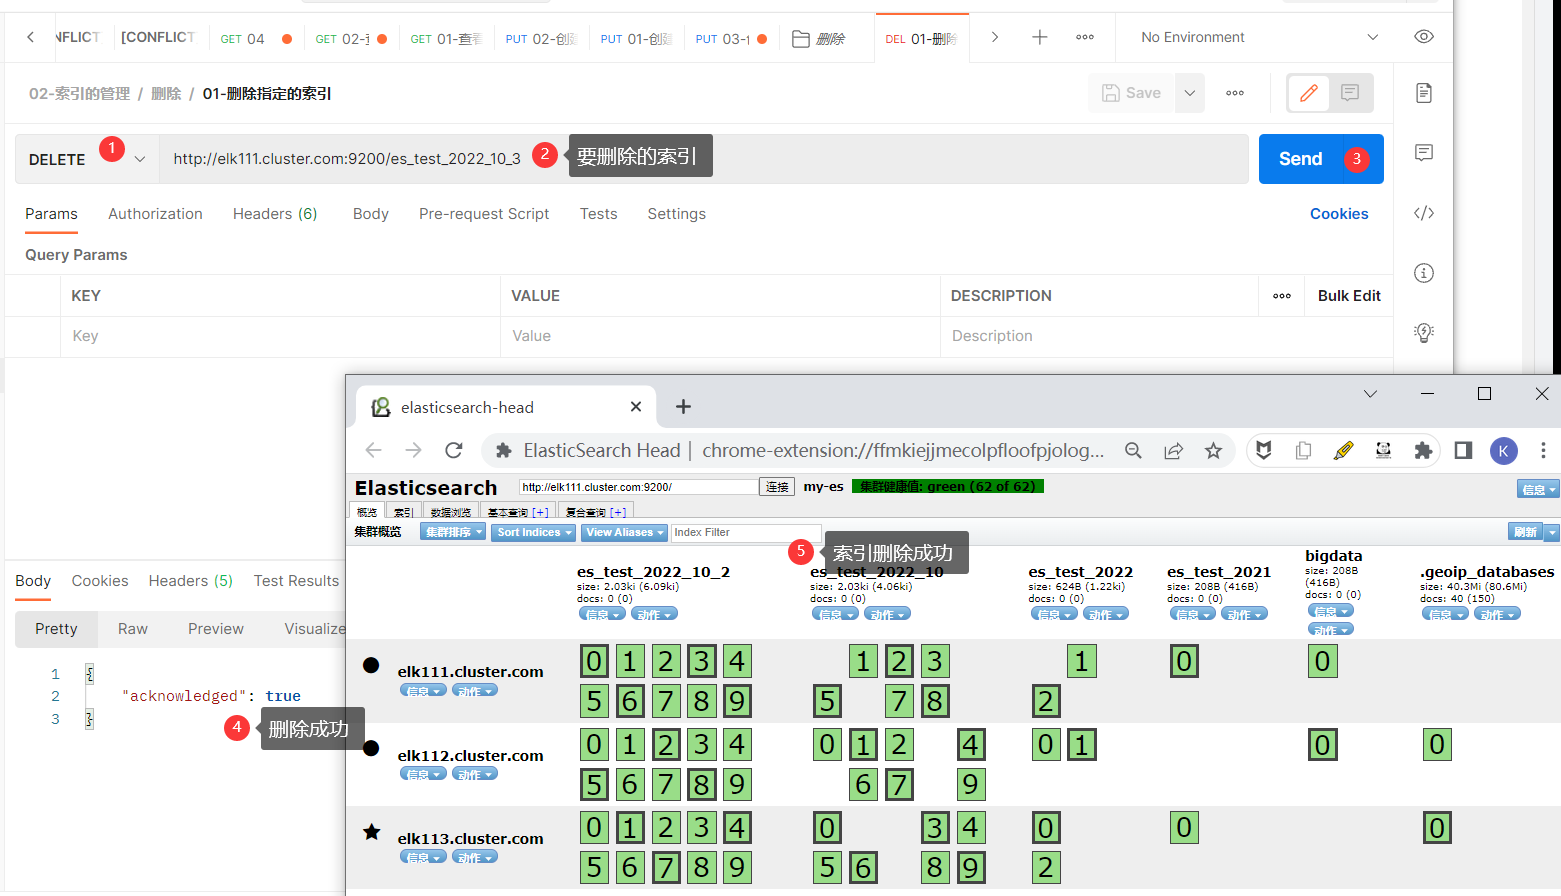 NFLICT [CONFLICT GET 04 GET 02- GET 01-查看 PUT 02-创 PUT 01-创 PUT 03- 删除 DEL 01-删除 No Environment
02-索引的管理 / 删除 / 01-删除指定的索引 Save
DELETE 1 http://elk111.cluster.com:9200/es_test_2022_10_3 2 要删除的索引 Send 3
Params Authorization Headers (6) Body Pre-request Script Tests Settings Cookies
Query Params
KEY VALUE DESCRIPTION Bulk Edit
Key Value Description
elasticsearch-head
ElasticSearch Head | chrome-extension://ffmkiejjmecolpfloofpjolog... K
Elasticsearch http://elk111.cluster.com:9200/ 连接 my-es 集群健康值: green (62 of 62) 信息
概览 索引 数据浏览 基本查询 [+] 复合查询 [+]
集群概览 集群排序 Sort Indices View Aliases Index Filter 刷新
5 索引删除成功
es_test_2022_10_2 es_test_2022_10 es_test_2022 es_test_2021 bigdata .geoip_databases
size: 2.03ki (6.09ki) size: 2.03ki (4.06ki) size: 624B (1.22ki) size: 208B (416B) size: 208B (416B) size: 40.3Mi (80.6Mi)
docs: 0 (0) docs: 0 (0) docs: 0 (0) docs: 0 (0) docs: 0 (0) docs: 40 (150)
信息 动作 信息 动作 信息 动作 信息 动作 信息 动作 信息 动作
elk111.cluster.com 0 1 2 3 4 1 2 3 1 0 0
信息 动作 5 6 7 8 9 5 7 8 2
elk112.cluster.com 0 1 2 3 4 0 1 2 4 0 1 0 0
信息 动作 5 6 7 8 9 6 7 9
elk113.cluster.com 0 1 2 3 4 0 3 4 0 0 0
信息 动作 5 6 7 8 9 5 6 8 9 2
Body Cookies Headers (5) Test Results
Pretty Raw Preview Visualize
1 {
2 "acknowledged": true
3 }
4 删除成功